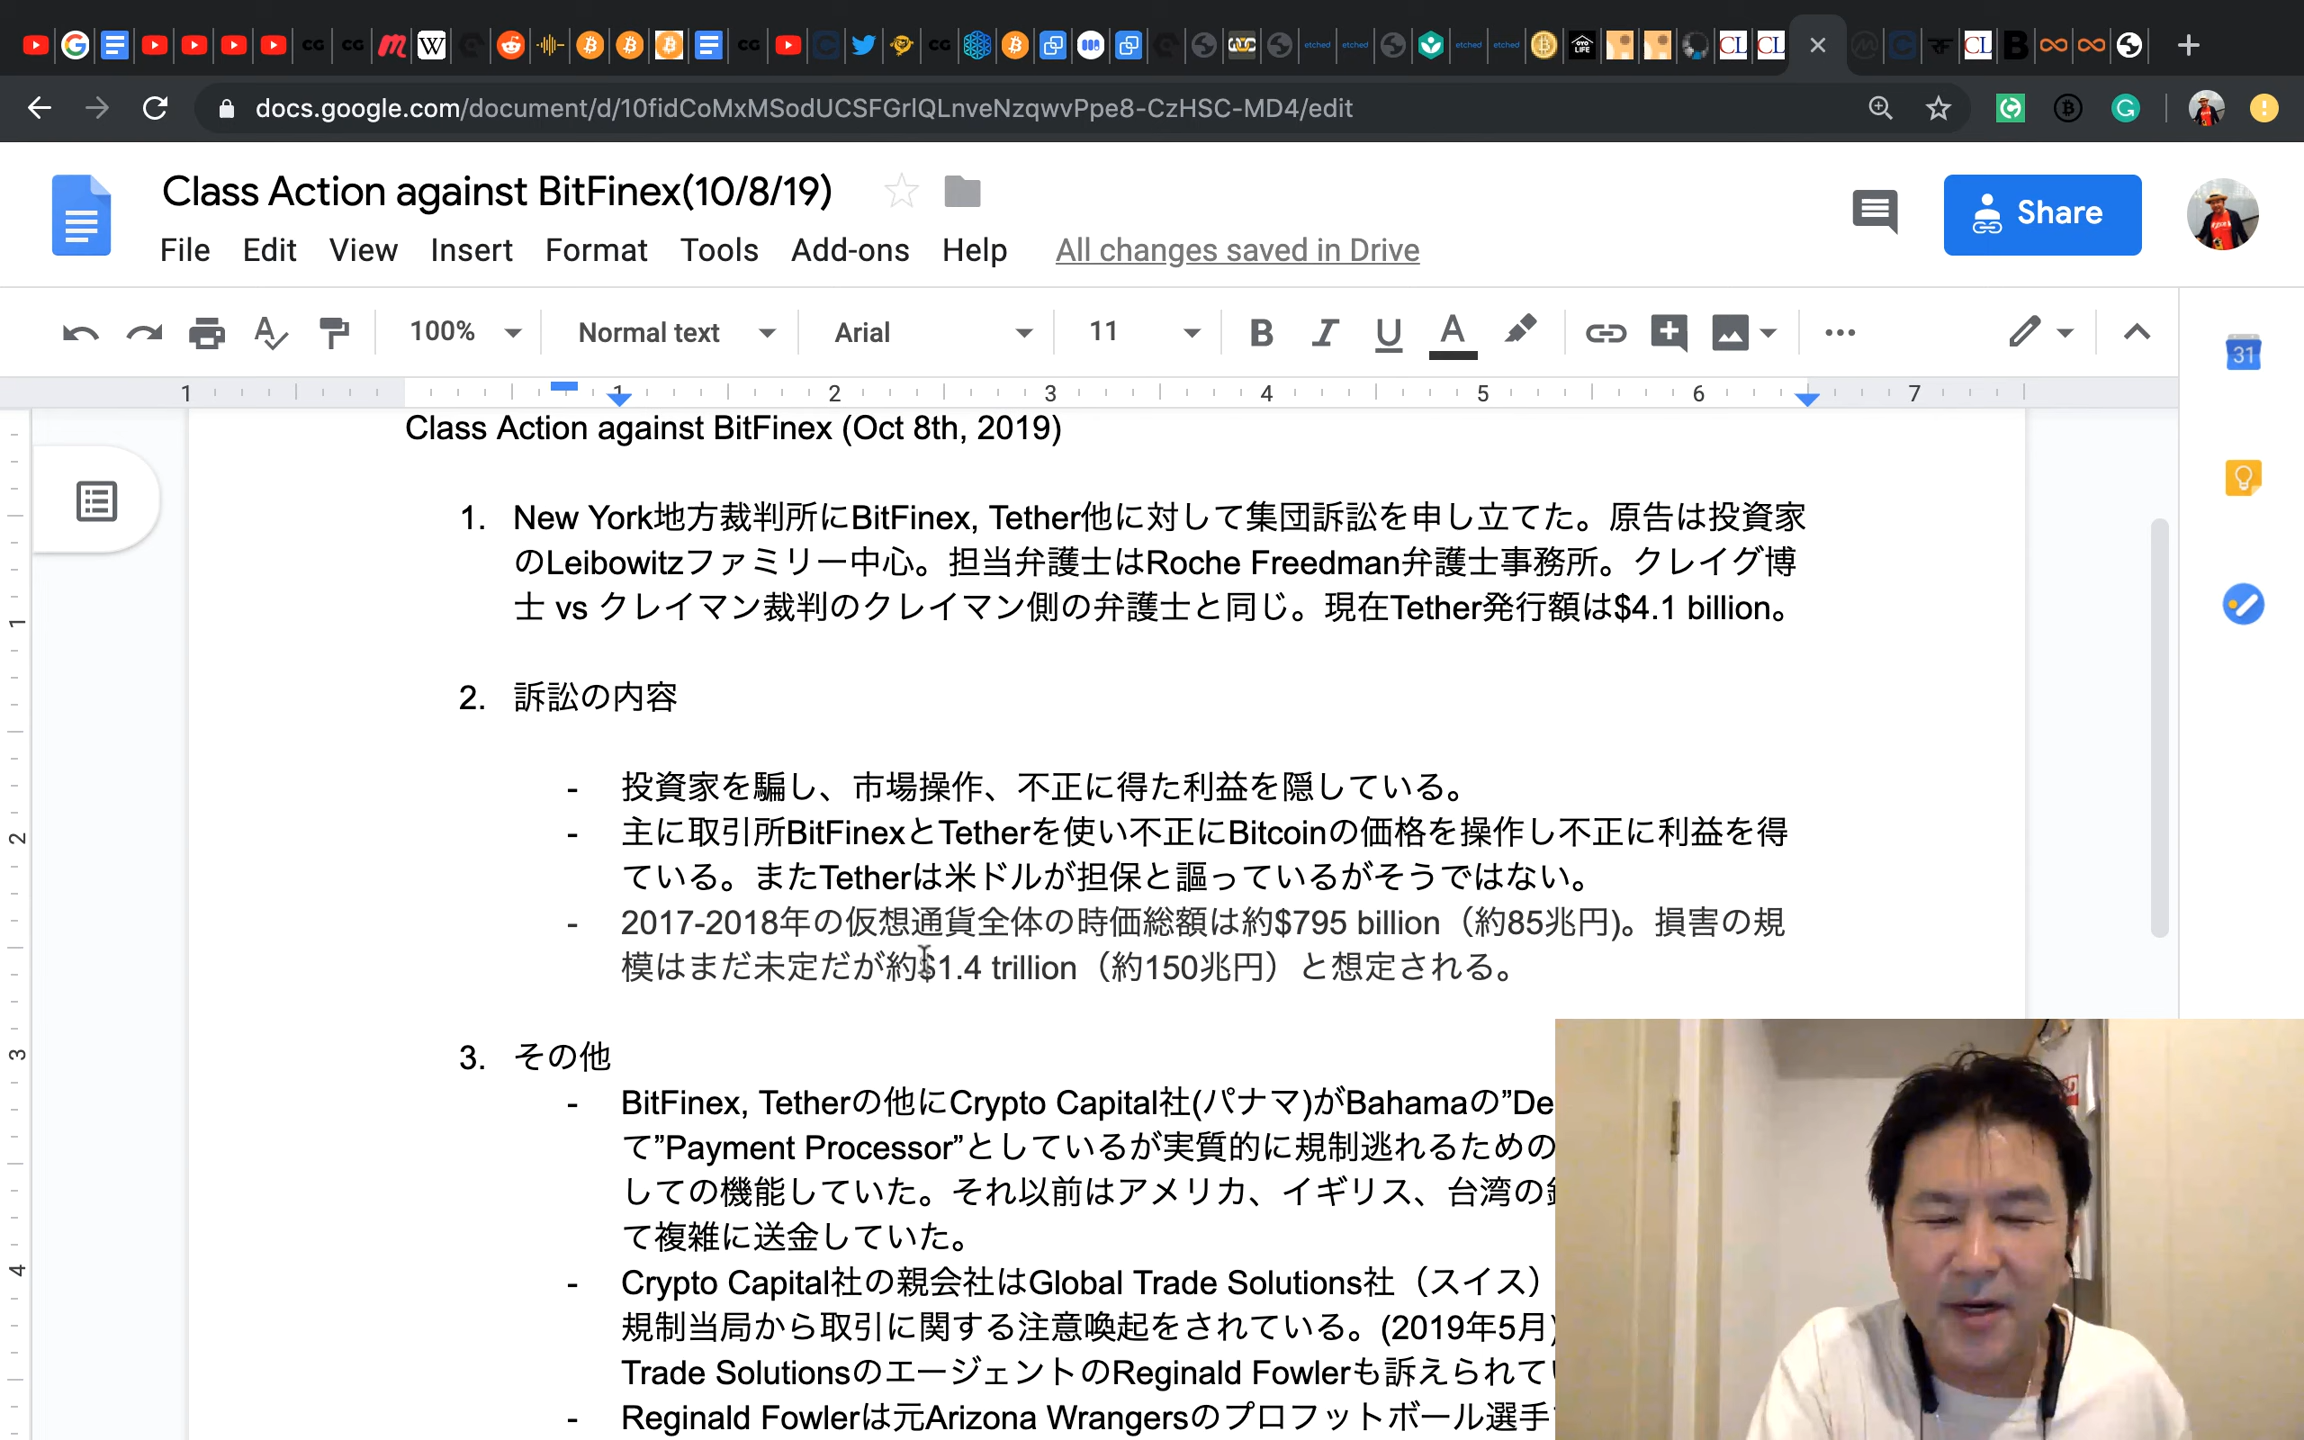 docs.google.com/document/d/10fidCoMxMSodUCSFGrlQLnveNzqwvPpe8-CzHSC-MD4/edit
Class Action against BitFinex(10/8/19)
File Edit View Insert Format Tools Add-ons Help All changes saved in Drive
Share
100% Normal text Arial 11
31
1 1 2 3 4 5 6 7
Class Action against BitFinex (Oct 8th, 2019)
1. New York地方裁判所にBitFinex, Tether他に対して集団訴訟を申し立てた。原告は投資家
のLeibowitzファミリー中心。担当弁護士はRoche Freedman弁護士事務所。クレイグ博
士 vs クレイマン裁判のクレイマン側の弁護士と同じ。現在Tether発行額は$4.1 billion。
2. 訴訟の内容
- 投資家を騙し、市場操作、不正に得た利益を隠している。
- 主に取引所BitFinexとTetherを使い不正にBitcoinの価格を操作し不正に利益を得
ている。またTetherは米ドルが担保と謳っているがそうではない。
- 2017-2018年の仮想通貨全体の時価総額は約$795 billion（約85兆円)。損害の規
模はまだ未定だが約$1.4 trillion（約150兆円）と想定される。
3. その他
- BitFinex, Tetherの他にCrypto Capital社(パナマ)がBahamaの”De
て”Payment Processor”としているが実質的に規制逃れるための
しての機能していた。それ以前はアメリカ、イギリス、台湾の
て複雑に送金していた。
- Crypto Capital社の親会社はGlobal Trade Solutions社（スイス）
規制当局から取引に関する注意喚起をされている。(2019年5月)
Trade SolutionsのエージェントのReginald Fowlerも訴えられて
- Reginald Fowlerは元Arizona Wrangersのプロフットボール選手